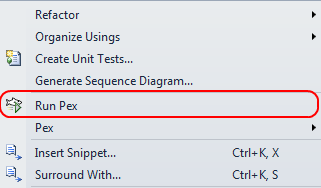 Refactor
Organize Usings
Create Unit Tests...
Generate Sequence Diagram...
Run Pex
Pex
Insert Snippet... Ctrl+K, X
Surround With... Ctrl+K, S